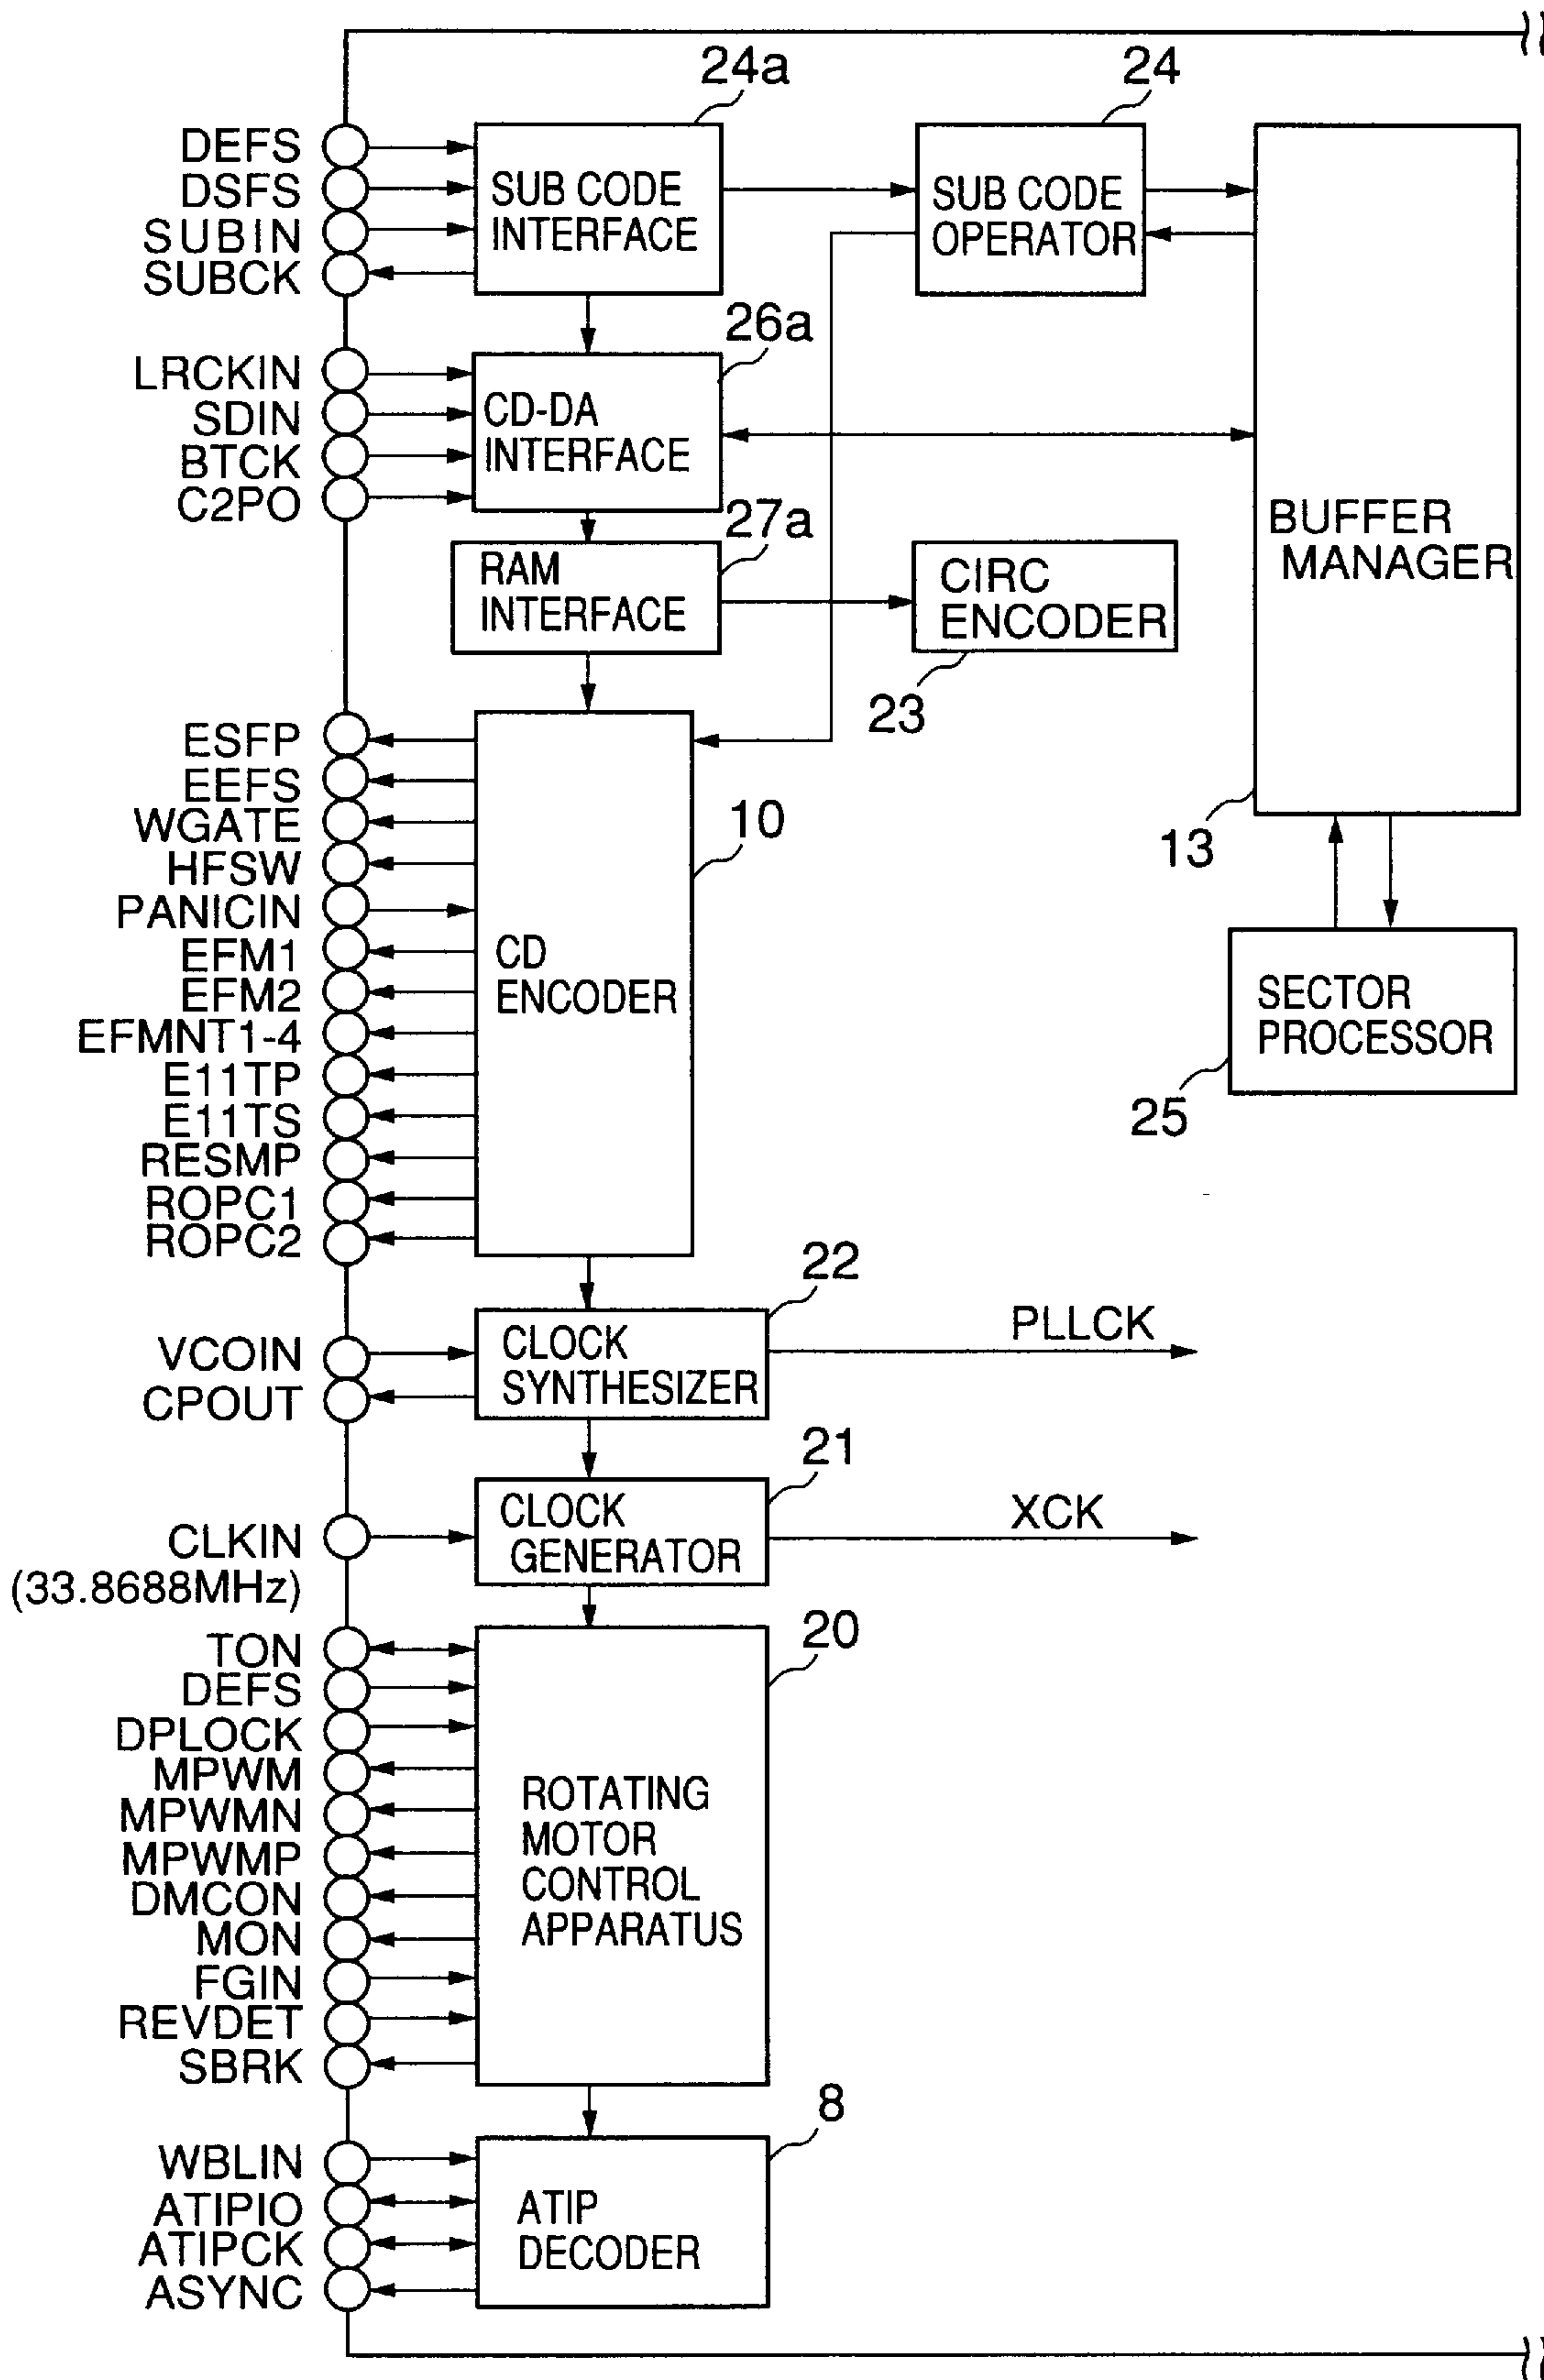 24a
24
DEFS
DSFS
SUBIN
SUBCK
SUB CODE
INTERFACE
SUB CODE
OPERATOR
26a
LRCKIN
SDIN
BTCK
C2PO
CD-DA
INTERFACE
BUFFER
MANAGER
27a
RAM
INTERFACE
CIRC
ENCODER
23
ESFP
EEFS
WGATE
HFSW
PANICIN
EFM1
EFM2
EFMNT1-4
E11TP
E11TS
RESMP
ROPC1
ROPC2
10
CD
ENCODER
13
SECTOR
PROCESSOR
25
22
VCOIN
CPOUT
CLOCK
SYNTHESIZER
PLLCK
21
CLKIN
(33.8688MHz)
CLOCK
GENERATOR
XCK
20
TON
DEFS
DPLOCK
MPWM
MPWMN
MPWMP
DMCON
MON
FGIN
REVDET
SBRK
ROTATING
MOTOR
CONTROL
APPARATUS
8
WBLIN
ATIPIO
ATIPCK
ASYNC
ATIP
DECODER